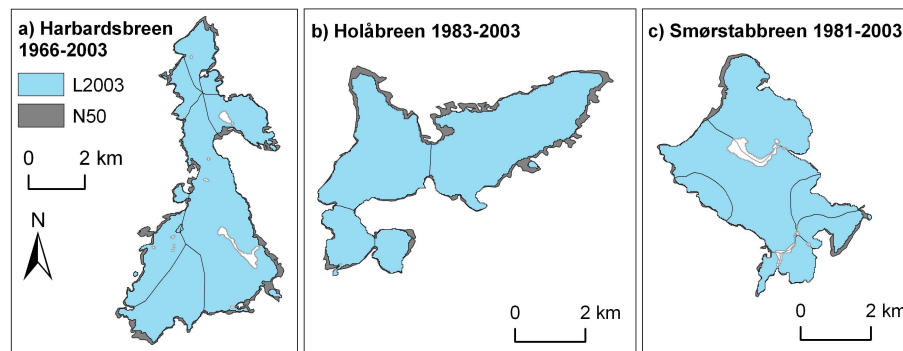 a) Harbardsbreen
1966-2003
L2003
N50
0 2 km
N
b) Holåbreen 1983-2003
0 2 km
c) Smørstabbreen 1981-2003
0 2 km